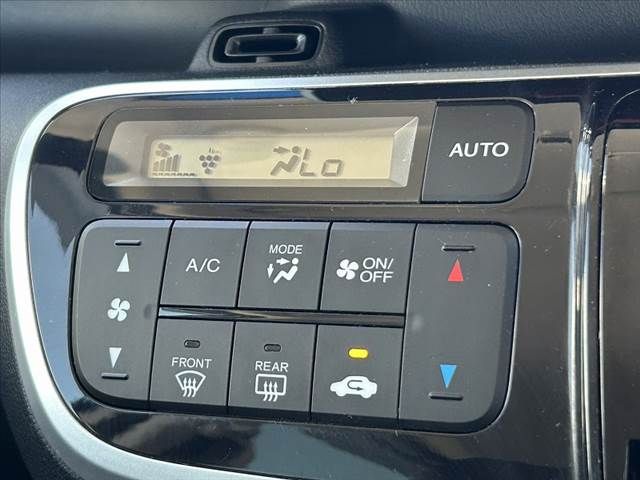 Lo
AUTO
A/C
MODE
ON/
OFF
FRONT
REAR